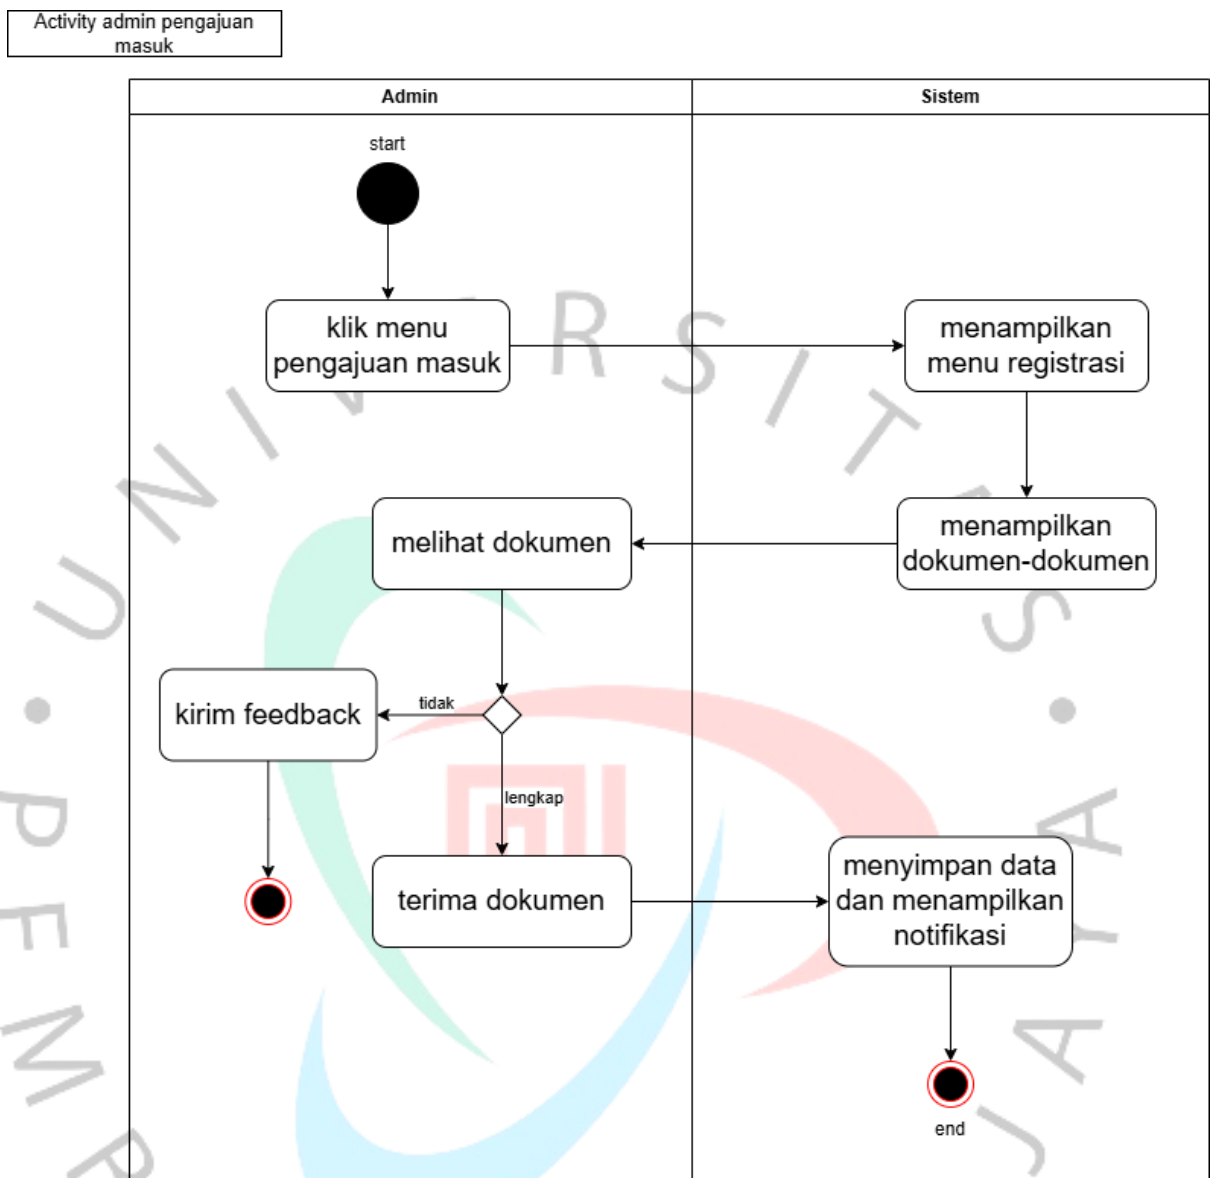 Activity admin pengajuan
masuk
Admin
Sistem
start
klik menu
pengajuan masuk
menampilkan
menu registrasi
melihat dokumen
menampilkan
dokumen-dokumen
kirim feedback
tidak
lengkap
terima dokumen
menyimpan data
dan menampilkan
notifikasi
end